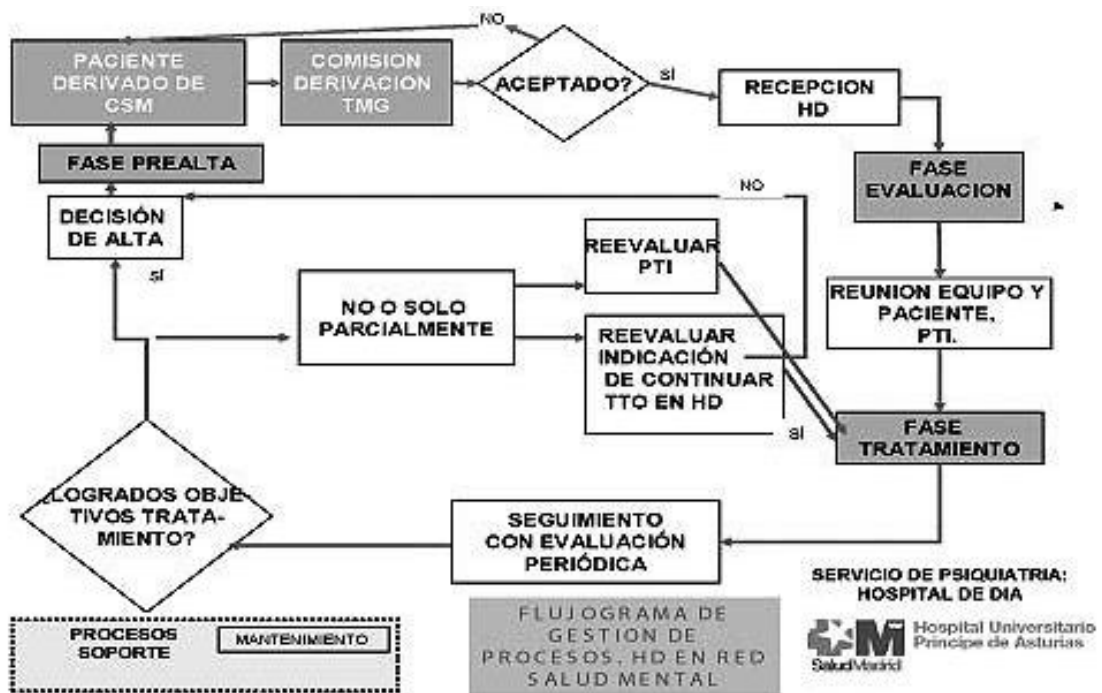 NO
PACIENTE
DERIVADO DE
CSM
COMISION
DERIVACION
TMG
ACEPTADO?
SÍ
RECEPCION
HD
FASE PREALTA
FASE
EVALUACION
DECISIÓN
DE ALTA
NO
SÍ
REEVALUAR
PTI
NO O SOLO
PARCIALMENTE
REUNION EQUIPO Y
PACIENTE,
PTI.
REEVALUAR
INDICACIÓN
DE CONTINUAR
TTO EN HD
SÍ
FASE
TRATAMIENTO
¿LOGRADOS OBJE-
TIVOS TRATA-
MIENTO?
SEGUIMIENTO
CON EVALUACIÓN
PERIÓDICA
SERVICIO DE PSIQUIATRIA:
HOSPITAL DE DIA
PROCESOS
SOPORTE
MANTENIMIENTO
FLUJOGRAMA DE
GESTION DE
PROCESOS. HD EN RED
SALUD MENTAL
Hospital Universitario
Príncipe de Asturias
SaludMadrid